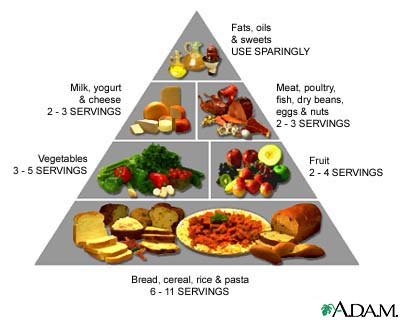 Fats, oils
& sweets
USE SPARINGLY
Milk, yogurt
& cheese
2 - 3 SERVINGS
Meat, poultry,
fish, dry beans,
eggs & nuts
2 - 3 SERVINGS
Vegetables
3 - 5 SERVINGS
Fruit
2 - 4 SERVINGS
Bread, cereal, rice & pasta
6 - 11 SERVINGS
ADAM.